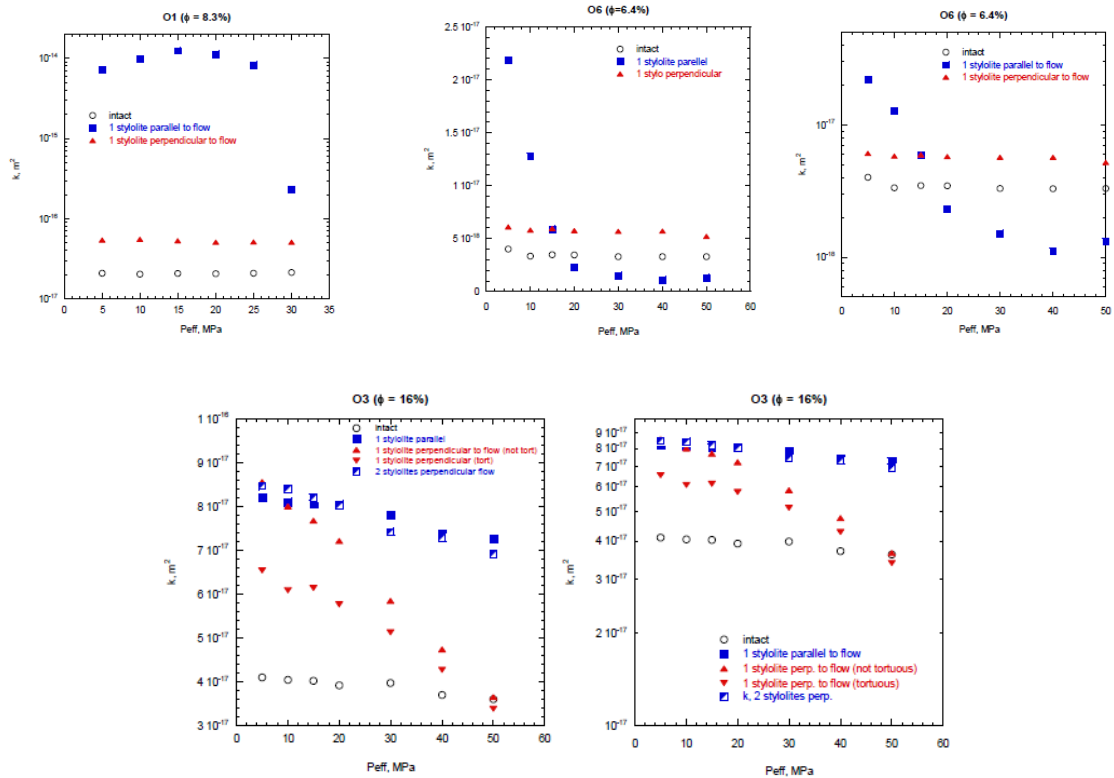 O1 (ϕ = 8.3%)
10⁻¹⁴
10⁻¹⁵
10⁻¹⁶
10⁻¹⁷
k, m²
intact
1 stylolite parallel to flow
1 stylolite perpendicular to flow
0 5 10 15 20 25 30 35
Peff, MPa
O6 (ϕ=6.4%)
2.5 10⁻¹⁷
2 10⁻¹⁷
1.5 10⁻¹⁷
1 10⁻¹⁷
5 10⁻¹⁸
0
k, m²
intact
1 stylolite parellel
1 stylo perpendicular
0 10 20 30 40 50 60
Peff, MPa
O6 (ϕ = 6.4%)
10⁻¹⁷
10⁻¹⁸
k, m²
intact
1 stylolite parallel to flow
1 stylolite perpendicular to flow
0 10 20 30 40 50
Peff, MPa
O3 (ϕ = 16%)
1 10⁻¹⁶
9 10⁻¹⁷
8 10⁻¹⁷
7 10⁻¹⁷
6 10⁻¹⁷
5 10⁻¹⁷
4 10⁻¹⁷
3 10⁻¹⁷
k, m²
intact
1 stylolite parallel
1 stylolite perpendicular to flow (not tort)
1 stylolite perpendicular (tort)
2 stylolites perpendicular flow
0 10 20 30 40 50 60
Peff, MPa
O3 (ϕ = 16%)
9 10⁻¹⁷
8 10⁻¹⁷
7 10⁻¹⁷
6 10⁻¹⁷
5 10⁻¹⁷
4 10⁻¹⁷
3 10⁻¹⁷
2 10⁻¹⁷
10⁻¹⁷
k, m²
intact
1 stylolite parallel to flow
1 stylolite perp. to flow (not tortuous)
1 stylolite perp. to flow (tortuous)
k, 2 stylolites perp.
0 10 20 30 40 50 60
Peff, MPa